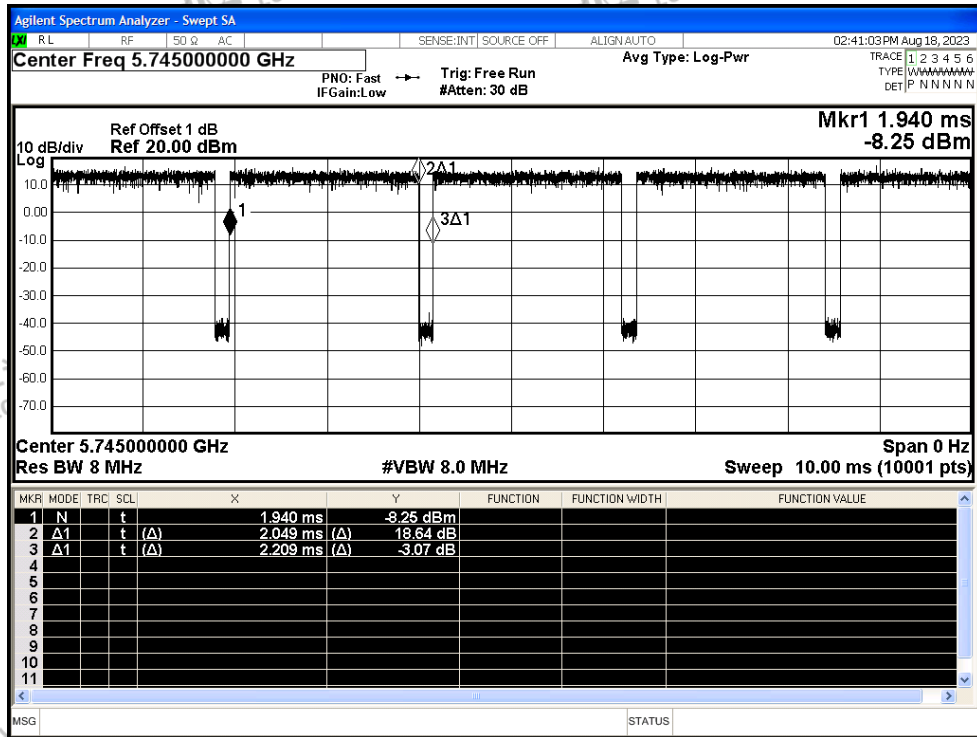 Agilent Spectrum Analyzer - Swept SA
LXI RL RF 50 Ω AC SENSE:INT SOURCE OFF ALIGN AUTO 02:41:03 PM Aug 18, 2023
Center Freq 5.745000000 GHz Avg Type: Log-Pwr TRACE 1 2 3 4 5 6
PNO: Fast Trig: Free Run TYPE WWWWWW
IFGain:Low #Atten: 30 dB DET P N N N N N
Mkr1 1.940 ms
-8.25 dBm
Ref Offset 1 dB
10 dB/div Ref 20.00 dBm
Log
2Δ1
10.0
0.00
1
3Δ1
-10.0
-20.0
-30.0
-40.0
-50.0
-60.0
-70.0
Center 5.745000000 GHz Span 0 Hz
Res BW 8 MHz #VBW 8.0 MHz Sweep 10.00 ms (10001 pts)
MKR MODE TRC SCL X Y FUNCTION FUNCTION WIDTH FUNCTION VALUE
1 N t 1.940 ms -8.25 dBm
2 Δ1 t (Δ) 2.049 ms (Δ) 18.64 dB
3 Δ1 t (Δ) 2.209 ms (Δ) -3.07 dB
4
5
6
7
8
9
10
11
MSG STATUS